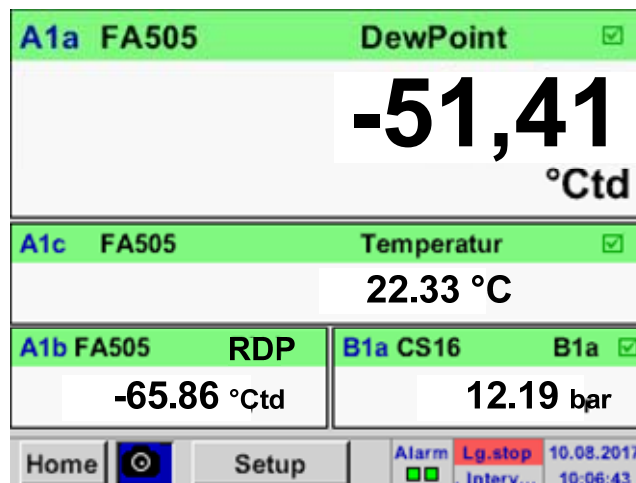 A1a FA505 DewPoint
-51,41
°Ctd
A1c FA505 Temperatur
22.33 °C
A1b FA505 RDP
-65.86 °Ctd
B1a CS16 B1a
12.19 bar
Home Setup
Alarm Lg.stop 10.08.2017
. Interv... 10:06:43